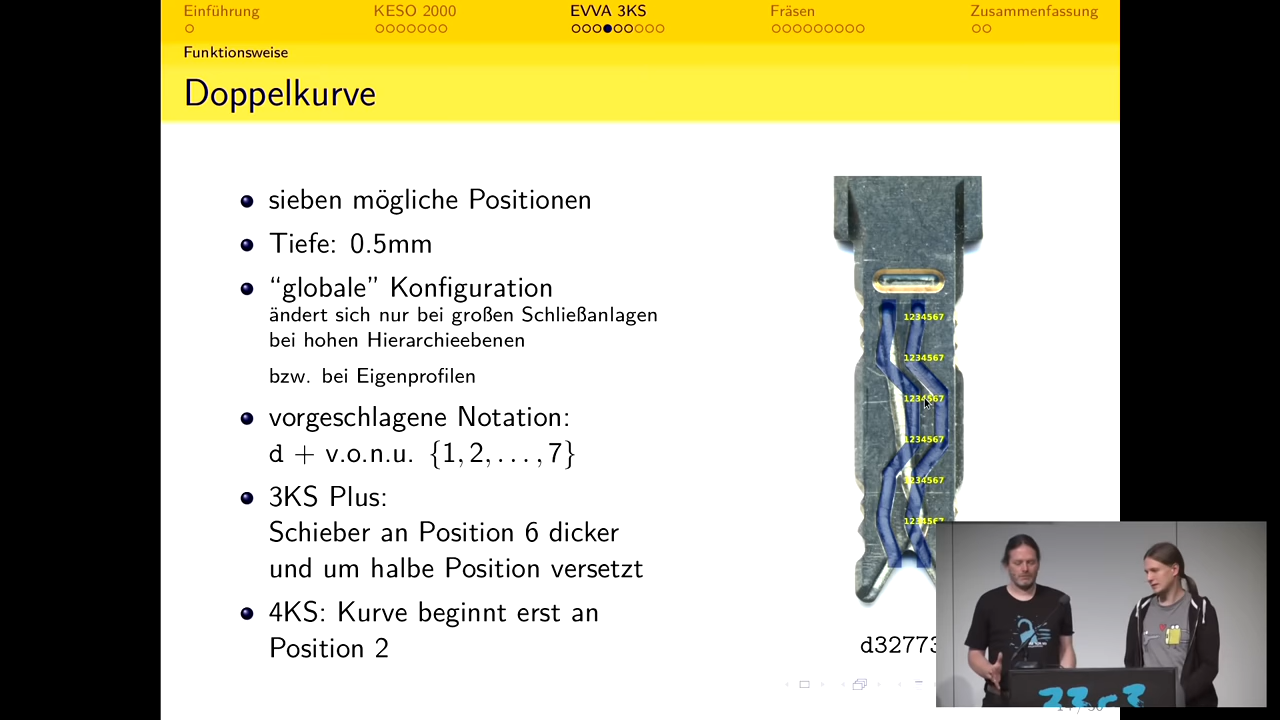 Einführung KESO 2000 EVVA 3KS Fräsen Zusammenfassung
Funktionsweise
Doppelkurve
sieben mögliche Positionen
Tiefe: 0.5mm
“globale” Konfiguration
ändert sich nur bei großen Schließanlagen
bei hohen Hierarchieebenen
bzw. bei Eigenprofilen
vorgeschlagene Notation:
d + v.o.n.u. {1, 2, . . . , 7}
3KS Plus:
Schieber an Position 6 dicker
und um halbe Position versetzt
4KS: Kurve beginnt erst an
Position 2
1234567
1234567
1234567
1234567
1234567
1234567
d32773
33c3